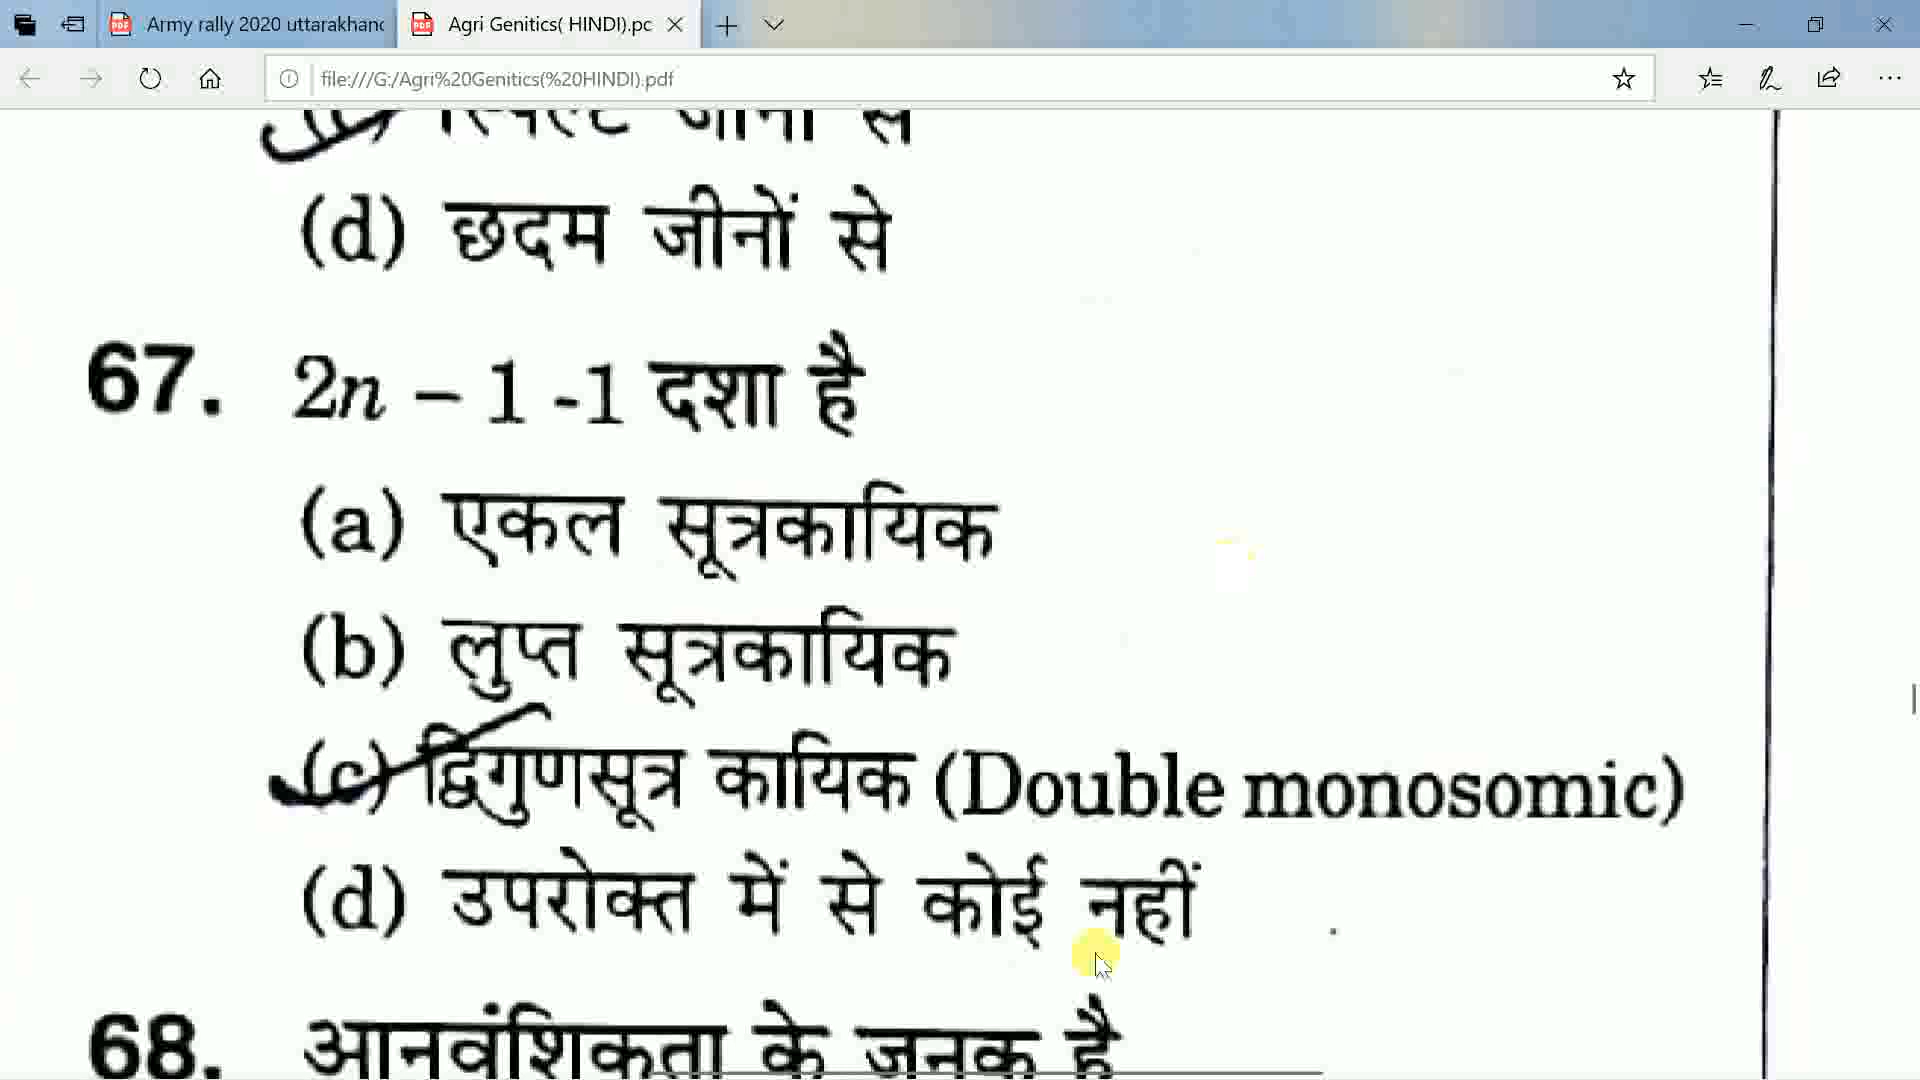 Army rally 2020 uttarakhand
Agri Genitics( HINDI).pc
file:///G:/Agri%20Genitics(%20HINDI).pdf
जीनों से
(d) छदम जीनों से
67. 2n – 1 -1 दशा है
(a) एकल सूत्रकायिक
(b) लुप्त सूत्रकायिक
(c) द्विगुणसूत्र कायिक (Double monosomic)
(d) उपरोक्त में से कोई नहीं
68. आनुवंशिकता के जनक है